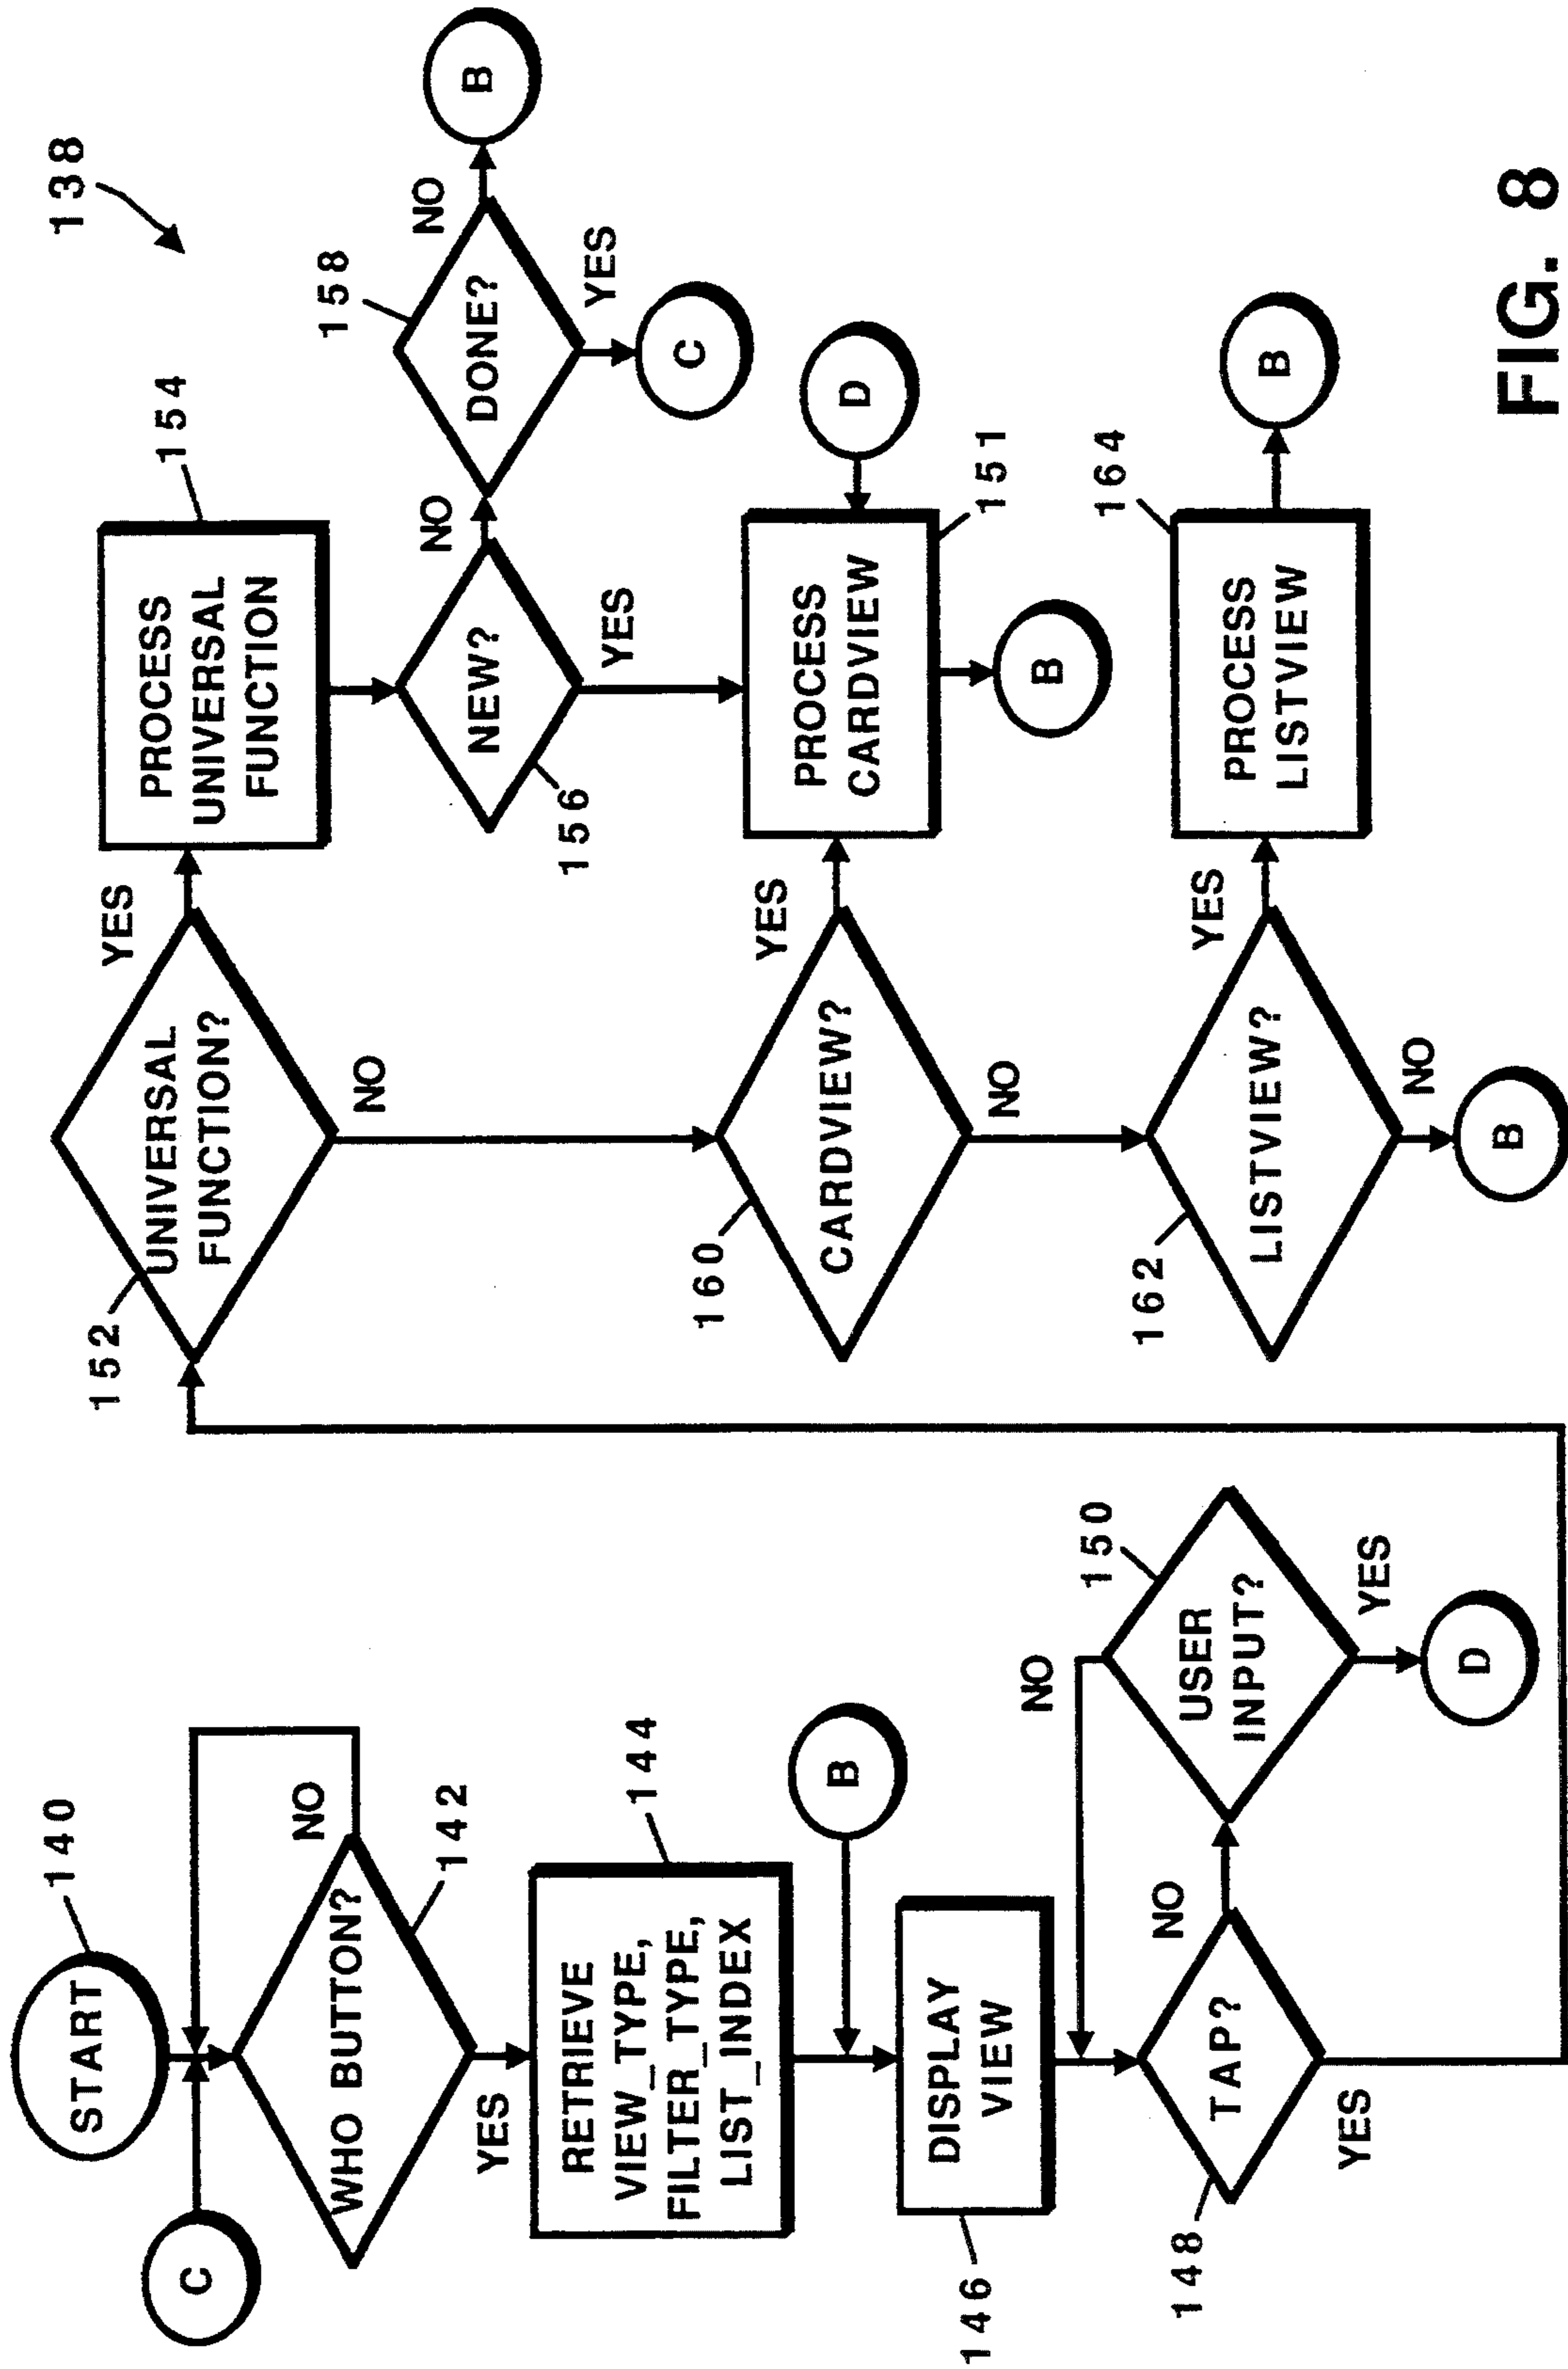 138
START
140
C
WHO BUTTON?
142
NO
YES
RETRIEVE
VIEW_TYPE,
FILTER_TYPE,
LIST_INDEX
144
B
DISPLAY
VIEW
146
TAP?
148
NO
YES
USER
INPUT?
150
NO
YES
D
UNIVERSAL
FUNCTION?
152
YES
NO
PROCESS
UNIVERSAL
FUNCTION
154
NEW?
156
NO
YES
DONE?
158
NO
B
YES
C
CARDVIEW?
160
YES
NO
PROCESS
CARDVIEW
151
D
B
LISTVIEW?
162
YES
NO
B
PROCESS
LISTVIEW
164
B
FIG. 8